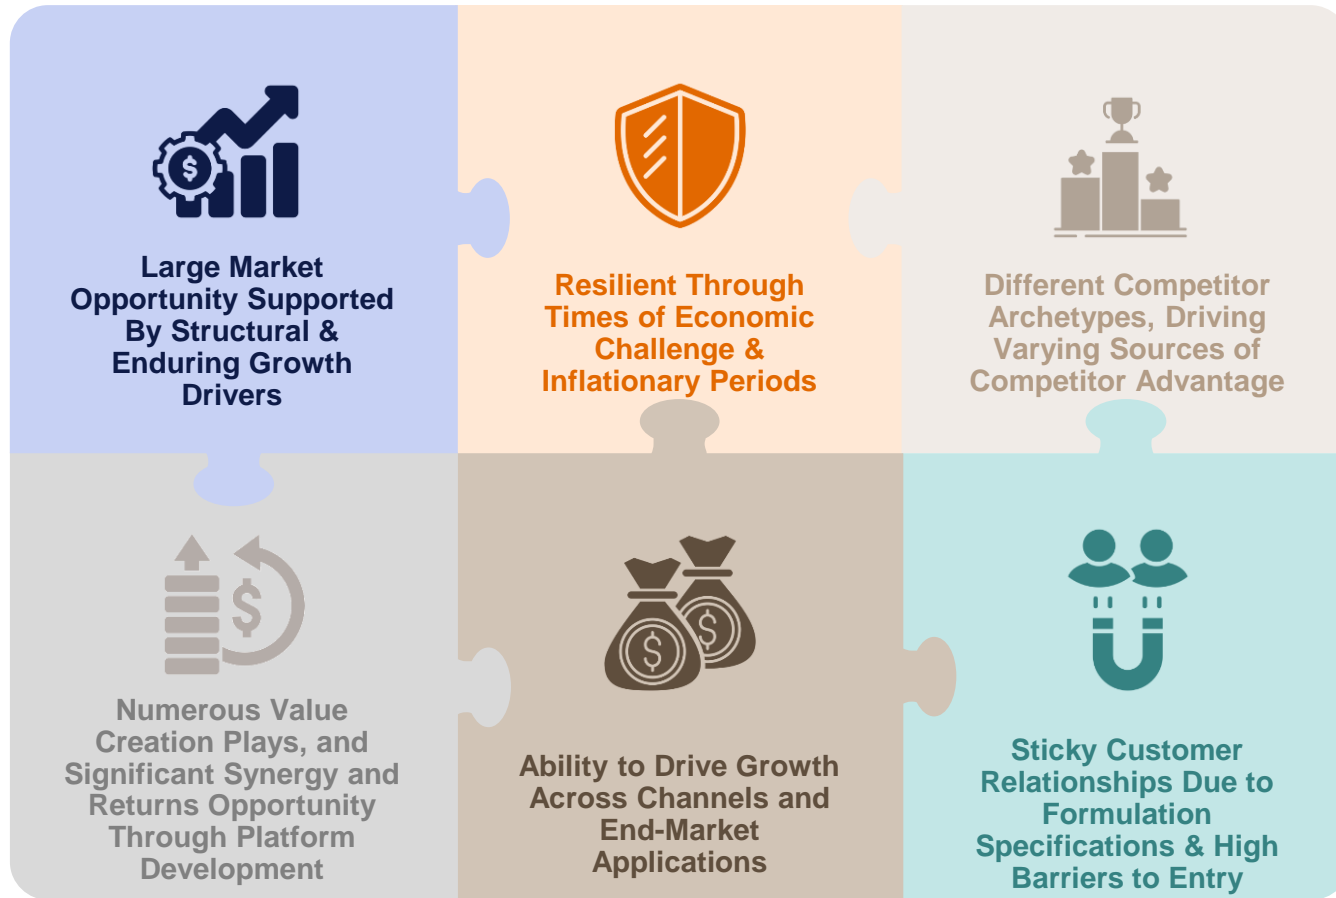 Large Market
Opportunity Supported
By Structural &
Enduring Growth
Drivers
Resilient Through
Times of Economic
Challenge &
Inflationary Periods
Different Competitor
Archetypes, Driving
Varying Sources of
Competitor Advantage
Numerous Value
Creation Plays, and
Significant Synergy and
Returns Opportunity
Through Platform
Development
Ability to Drive Growth
Across Channels and
End-Market
Applications
Sticky Customer
Relationships Due to
Formulation
Specifications & High
Barriers to Entry